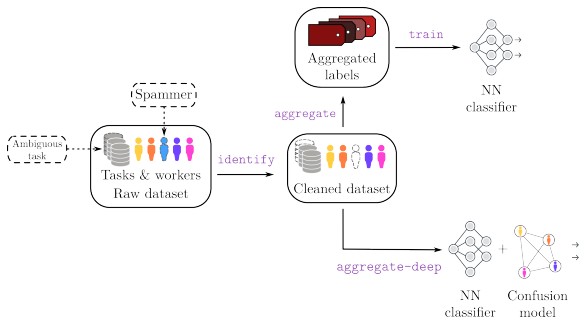 train
Aggregated
labels
NN
classifier
Spammer
aggregate
Ambiguous
task
identify
Tasks & workers
Raw dataset
Cleaned dataset
aggregate-deep
+
NN
classifier
Confusion
model